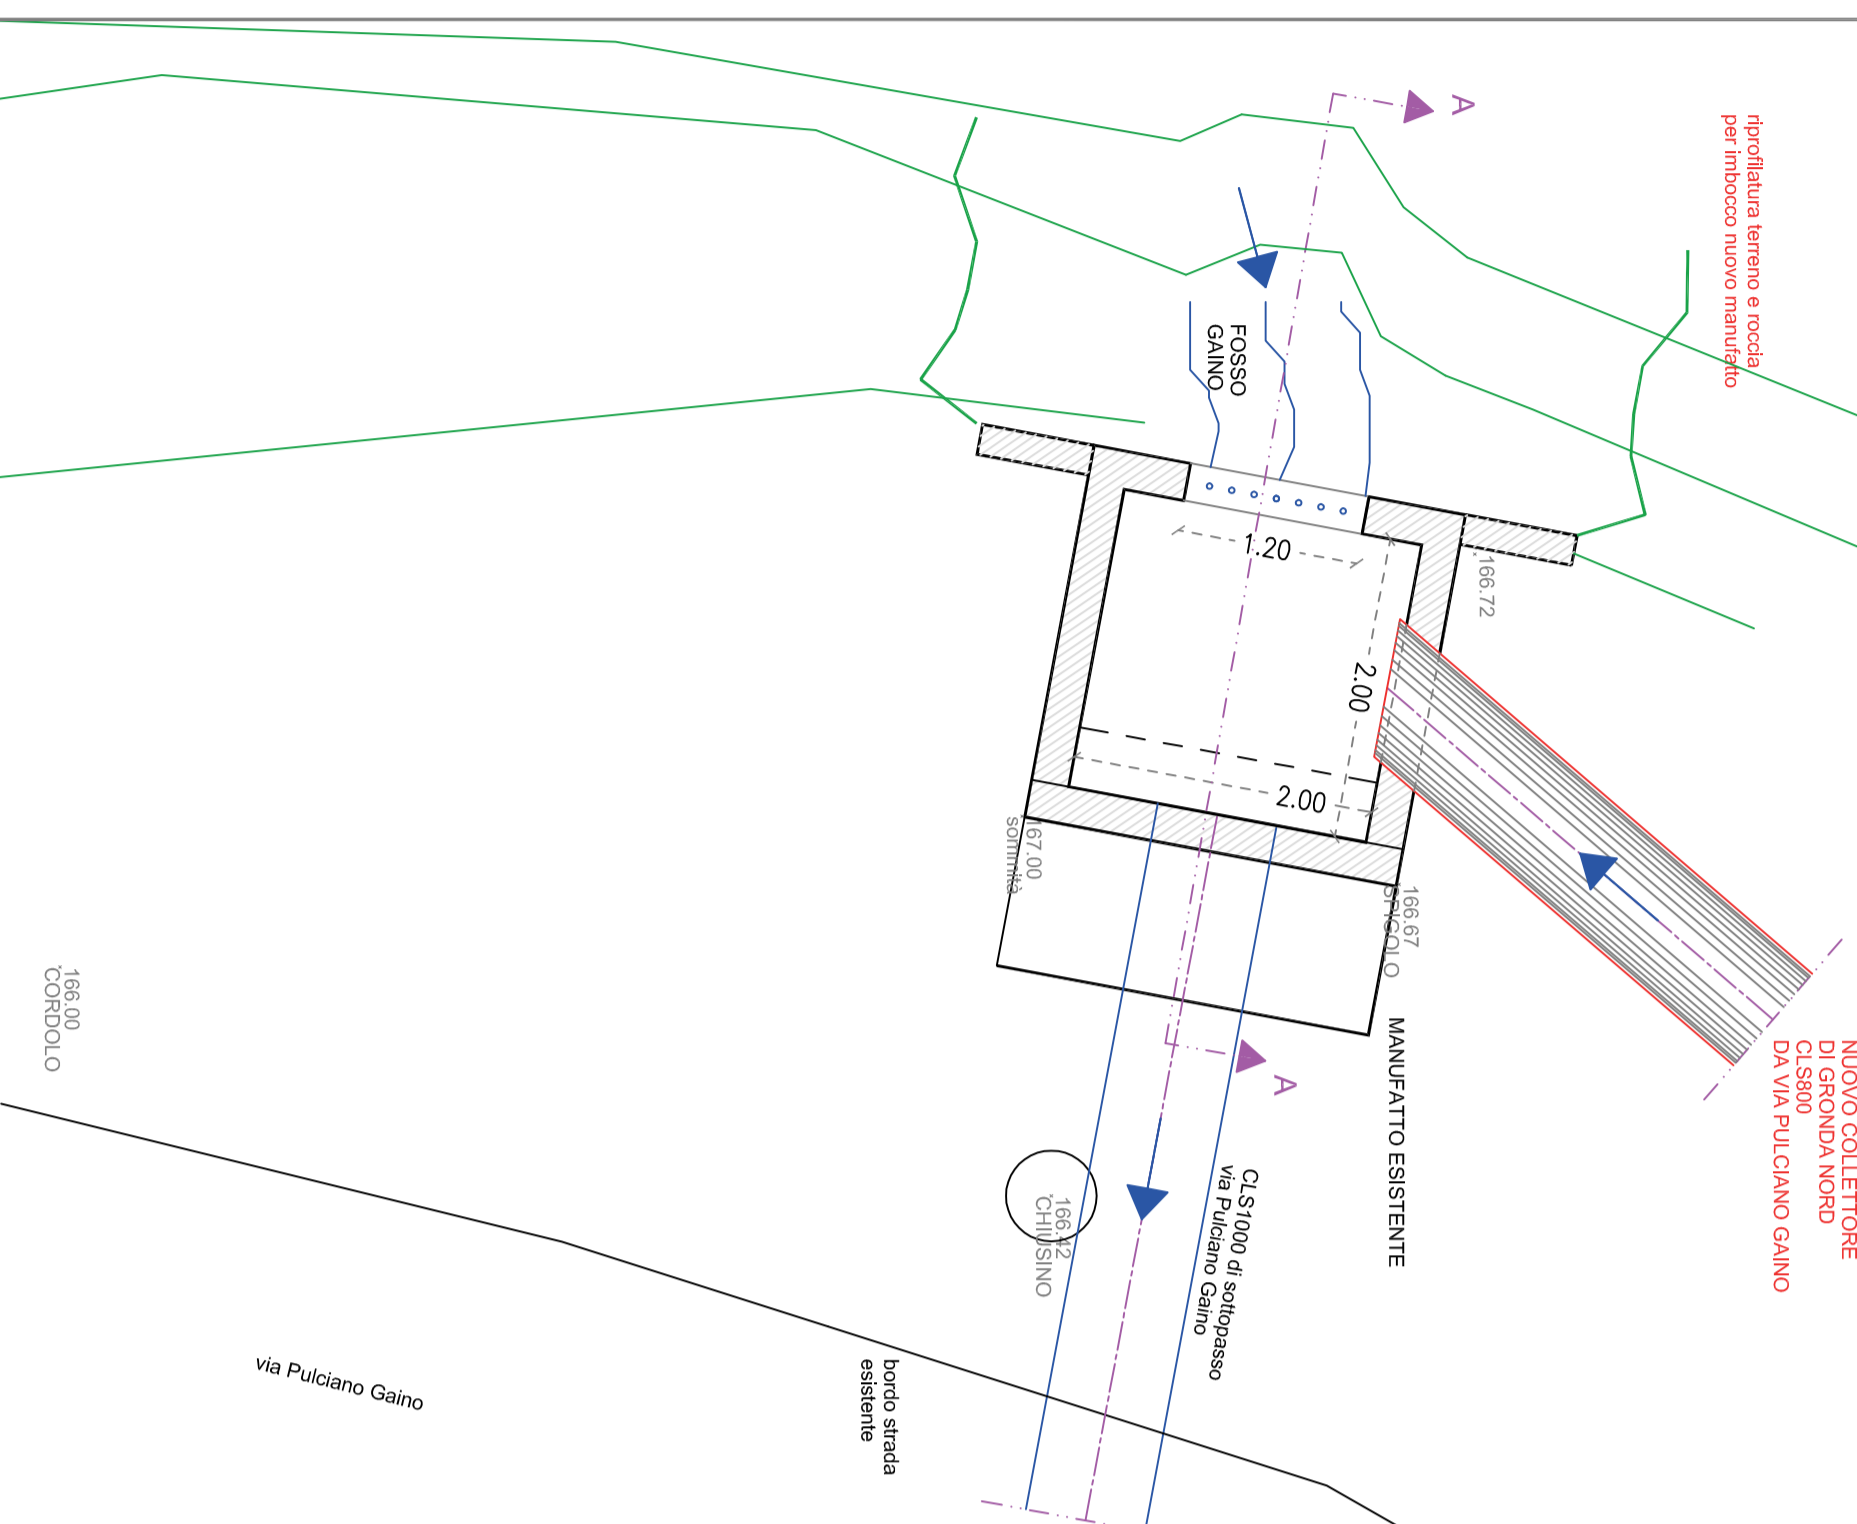 A
riprofilatura terreno e roccia
per imbocco nuovo manufatto
FOSSO
GAINO
1.20
166.72
2.00
2.00
167.00
sommità
166.67
SPIGOLO
166.00
CORDOLO
A
MANUFATTO ESISTENTE
NUOVO COLLETTORE
DI GRONDA NORD
CLS800
DA VIA PULCIANO GAINO
CLS1000 di sottopasso
via Pulciano Gaino
166.42
CHIUSINO
bordo strada
esistente
via Pulciano Gaino